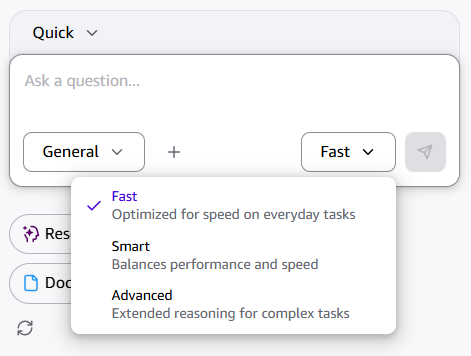 Quick
Ask a question...
General
Fast
Fast
Optimized for speed on everyday tasks
Smart
Balances performance and speed
Advanced
Extended reasoning for complex tasks